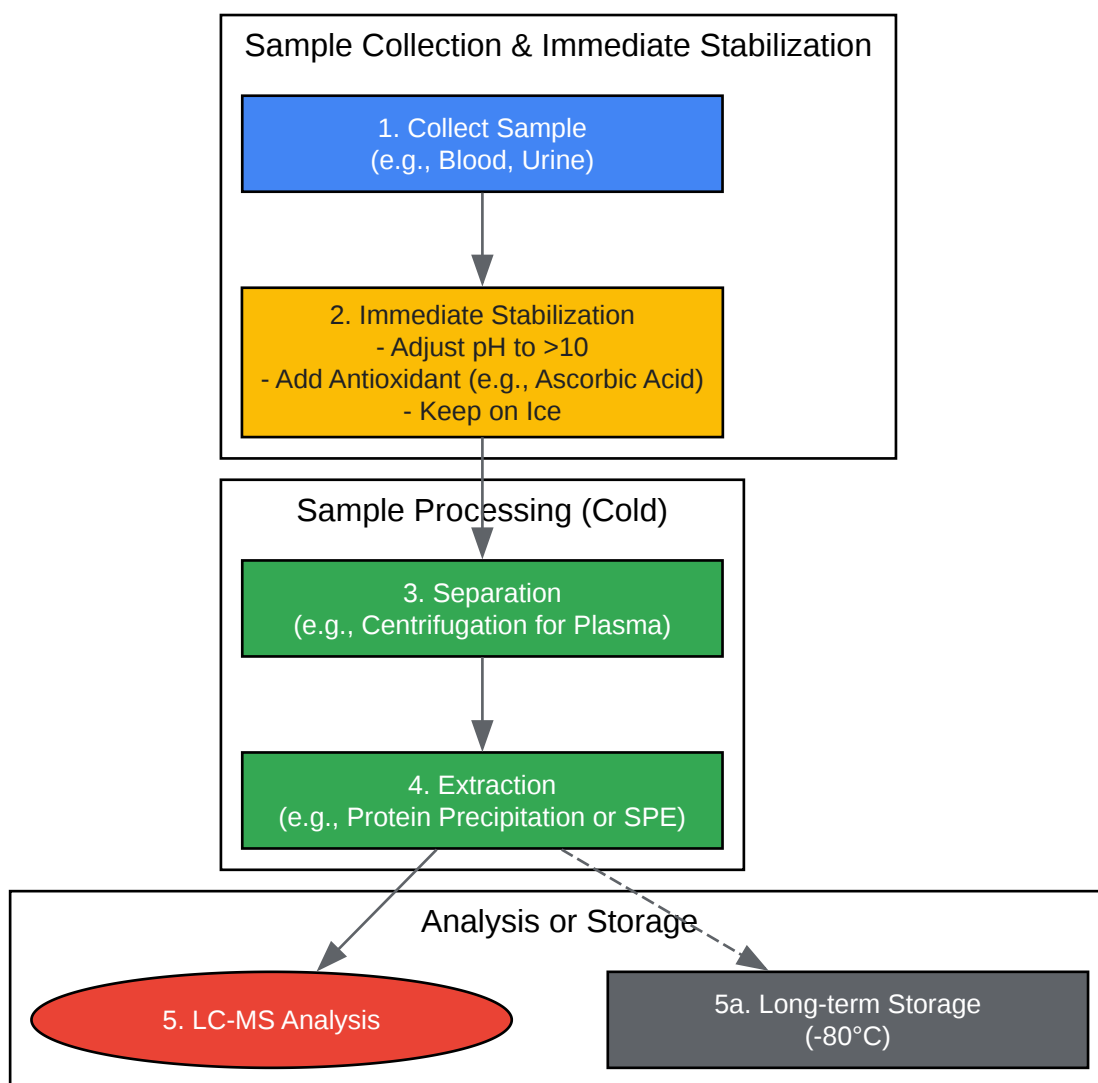 Sample Collection & Immediate Stabilization
1. Collect Sample
(e.g., Blood, Urine)
2. Immediate Stabilization
- Adjust pH to >10
- Add Antioxidant (e.g., Ascorbic Acid)
- Keep on Ice
Sample Processing (Cold)
3. Separation
(e.g., Centrifugation for Plasma)
4. Extraction
(e.g., Protein Precipitation or SPE)
Analysis or Storage
5. LC-MS Analysis
5a. Long-term Storage
(-80°C)